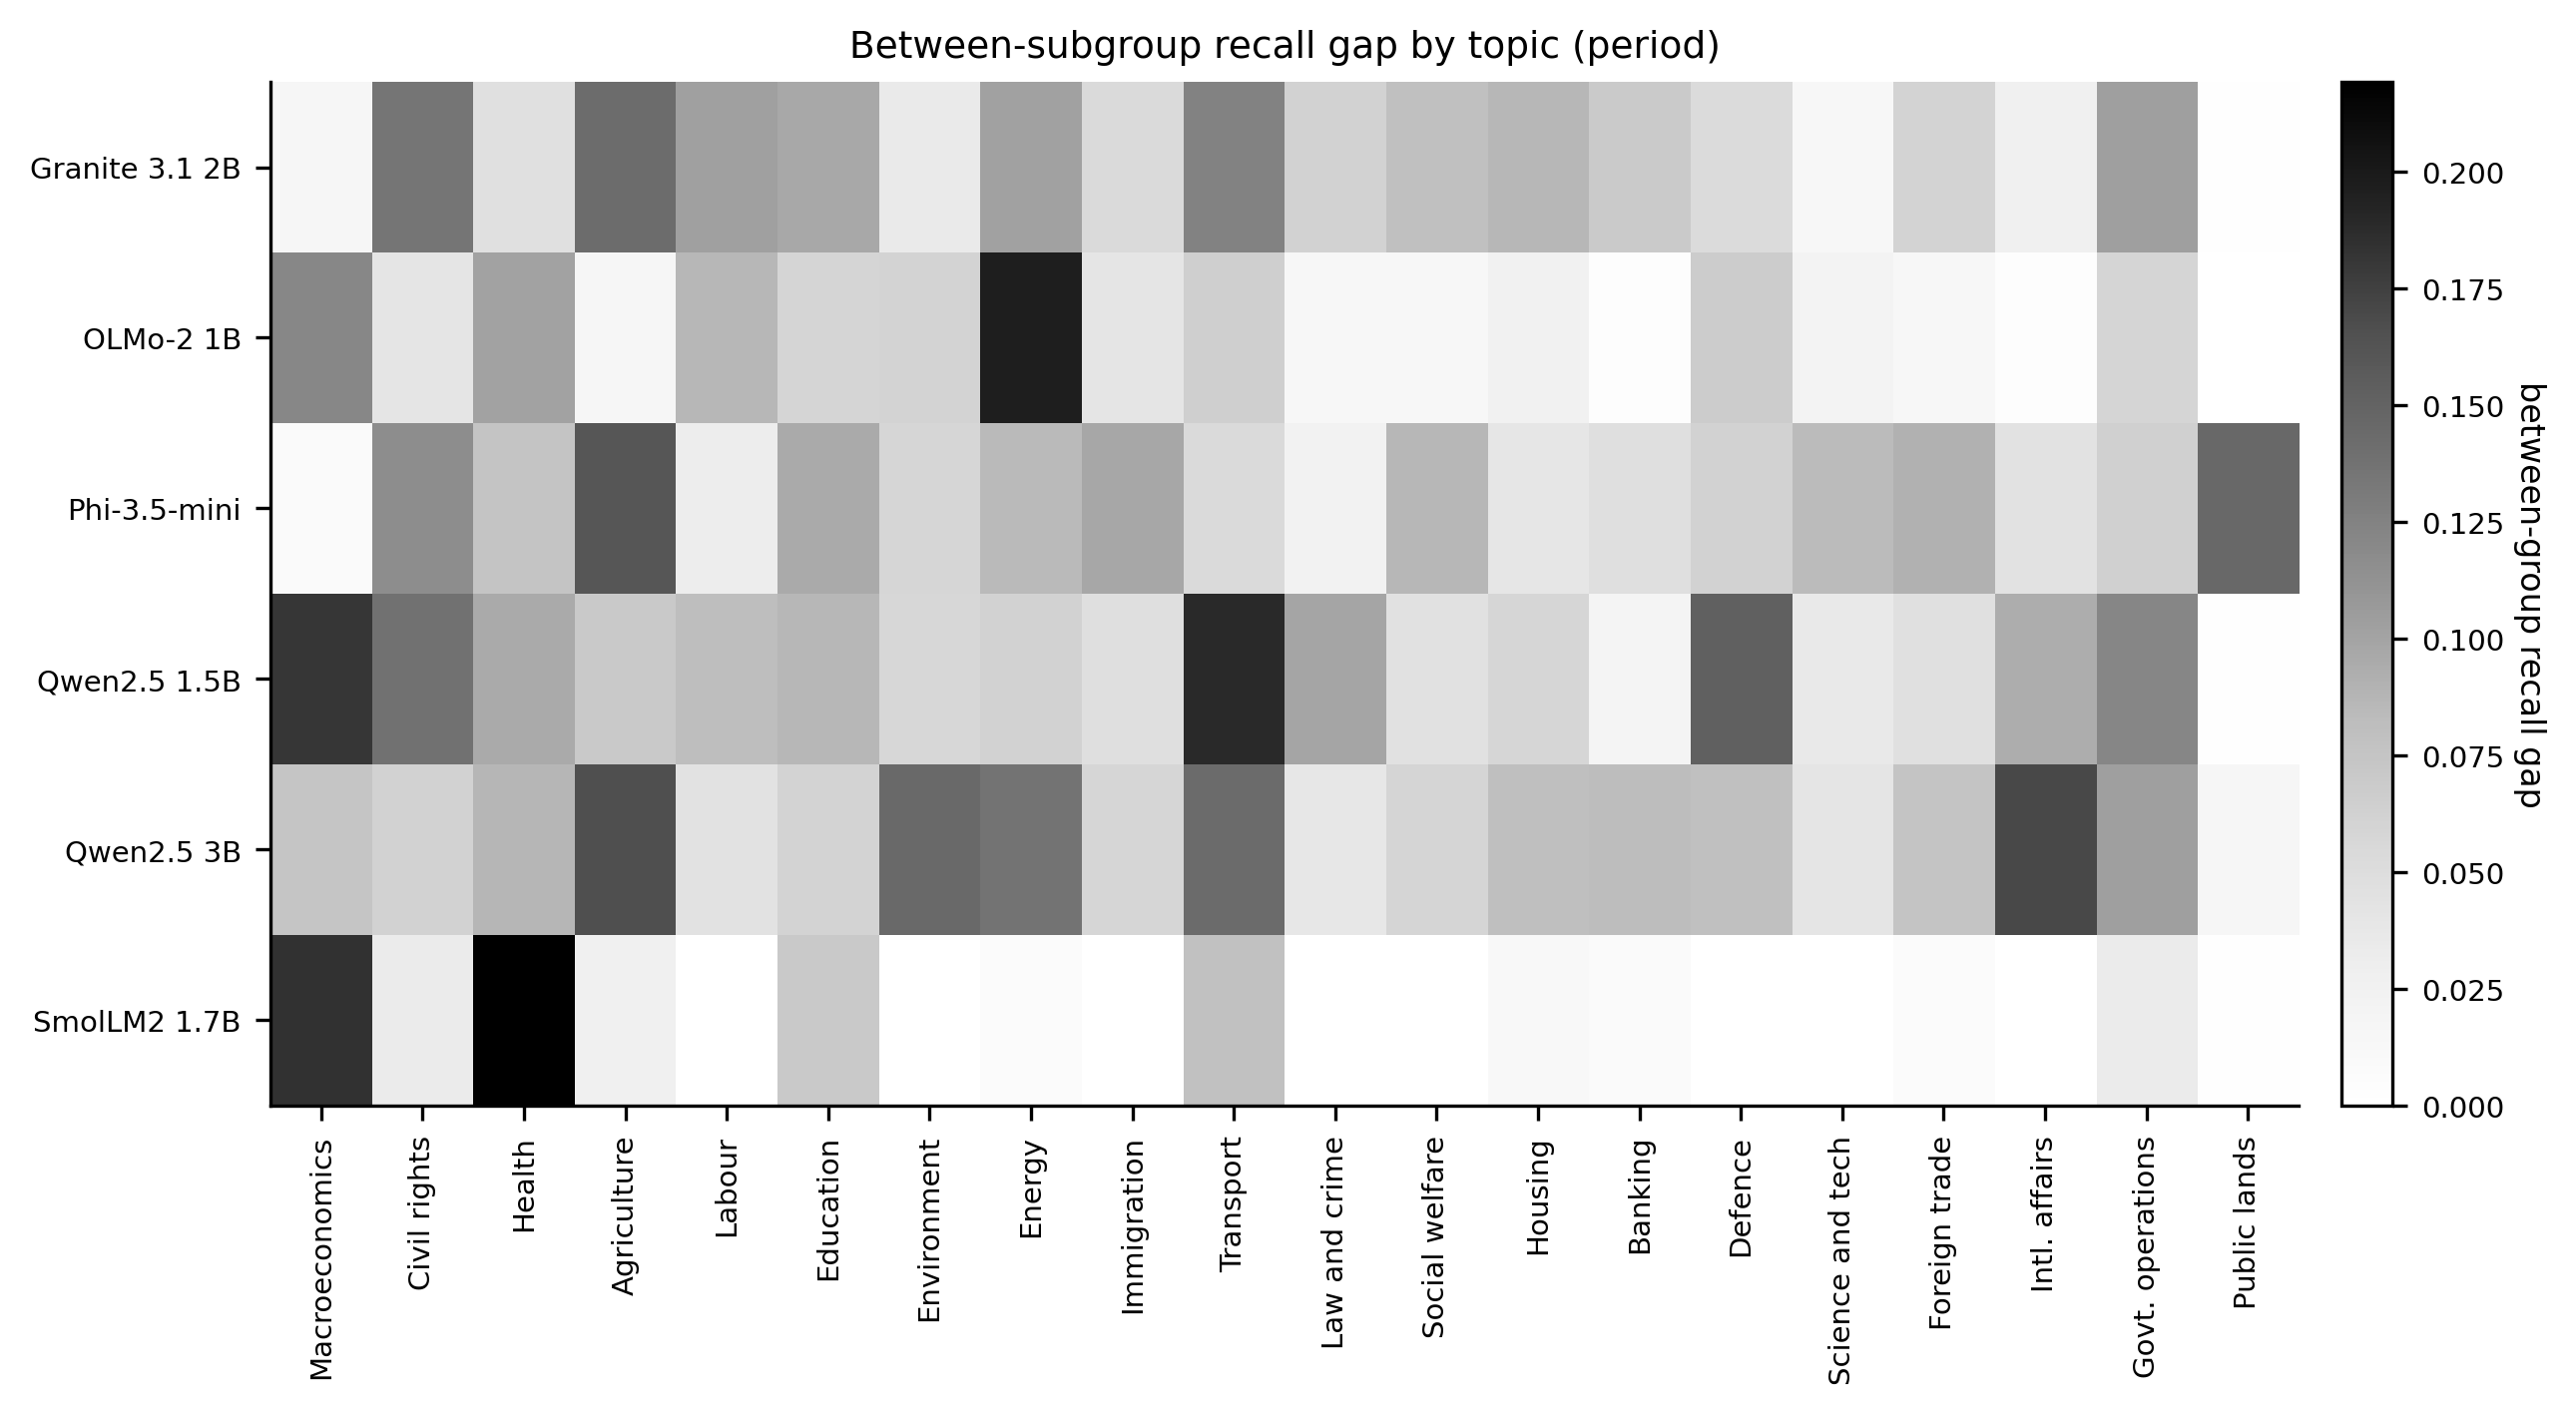 Between-subgroup recall gap by topic (period)
Granite 3.1 2B
OLMo-2 1B
Phi-3.5-mini
Qwen2.5 1.5B
Qwen2.5 3B
SmolLM2 1.7B
Macroeconomics
Civil rights
Health
Agriculture
Labour
Education
Environment
Energy
Immigration
Transport
Law and crime
Social welfare
Housing
Banking
Defence
Science and tech
Foreign trade
Intl. affairs
Govt. operations
Public lands
0.200
0.175
0.150
0.125
0.100
0.075
0.050
0.025
0.000
between-group recall gap